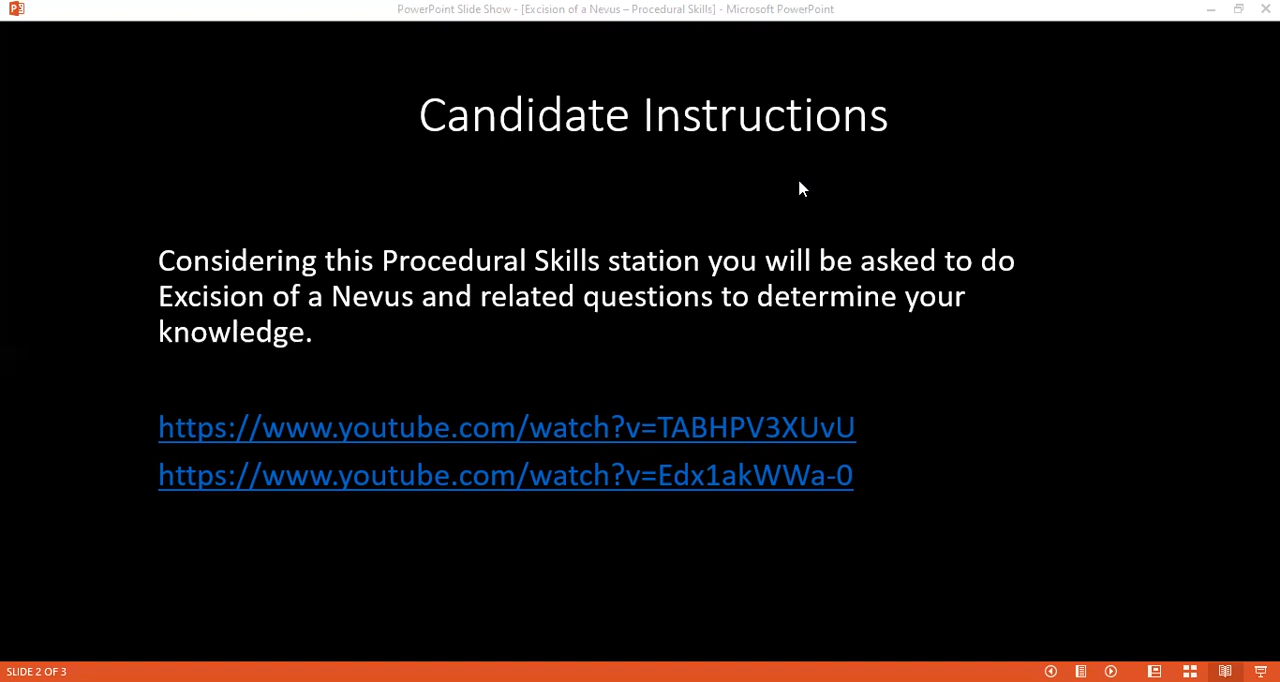 PowerPoint Slide Show - [Excision of a Nevus – Procedural Skills] - Microsoft PowerPoint
Candidate Instructions
Considering this Procedural Skills station you will be asked to do
Excision of a Nevus and related questions to determine your
knowledge.
https://www.youtube.com/watch?v=TABHPV3XUvU
https://www.youtube.com/watch?v=Edx1akWWa-0
SLIDE 2 OF 3